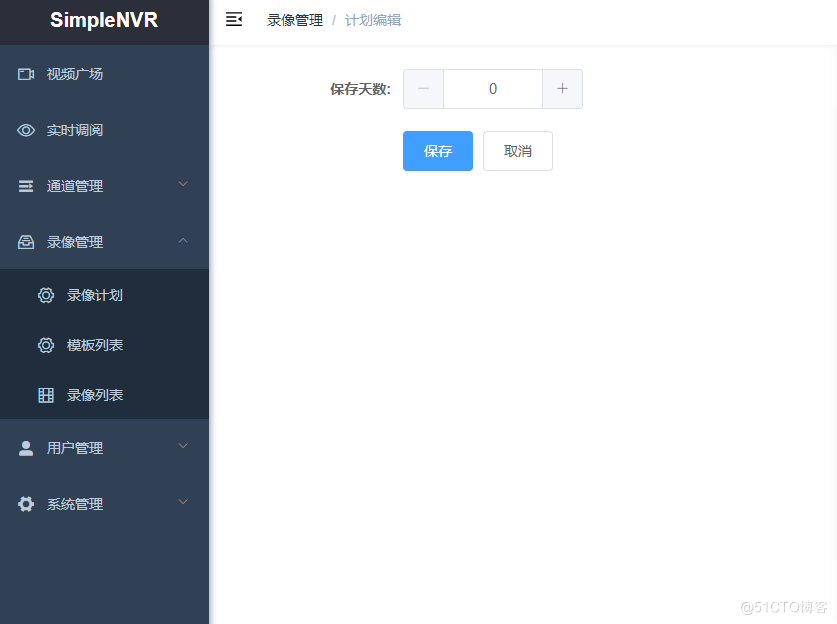 SimpleNVR
录像管理 / 计划编辑
视频广场
实时调阅
通道管理
录像管理
录像计划
模板列表
录像列表
用户管理
系统管理
保存天数:
0
保存 取消
@51CTO博客